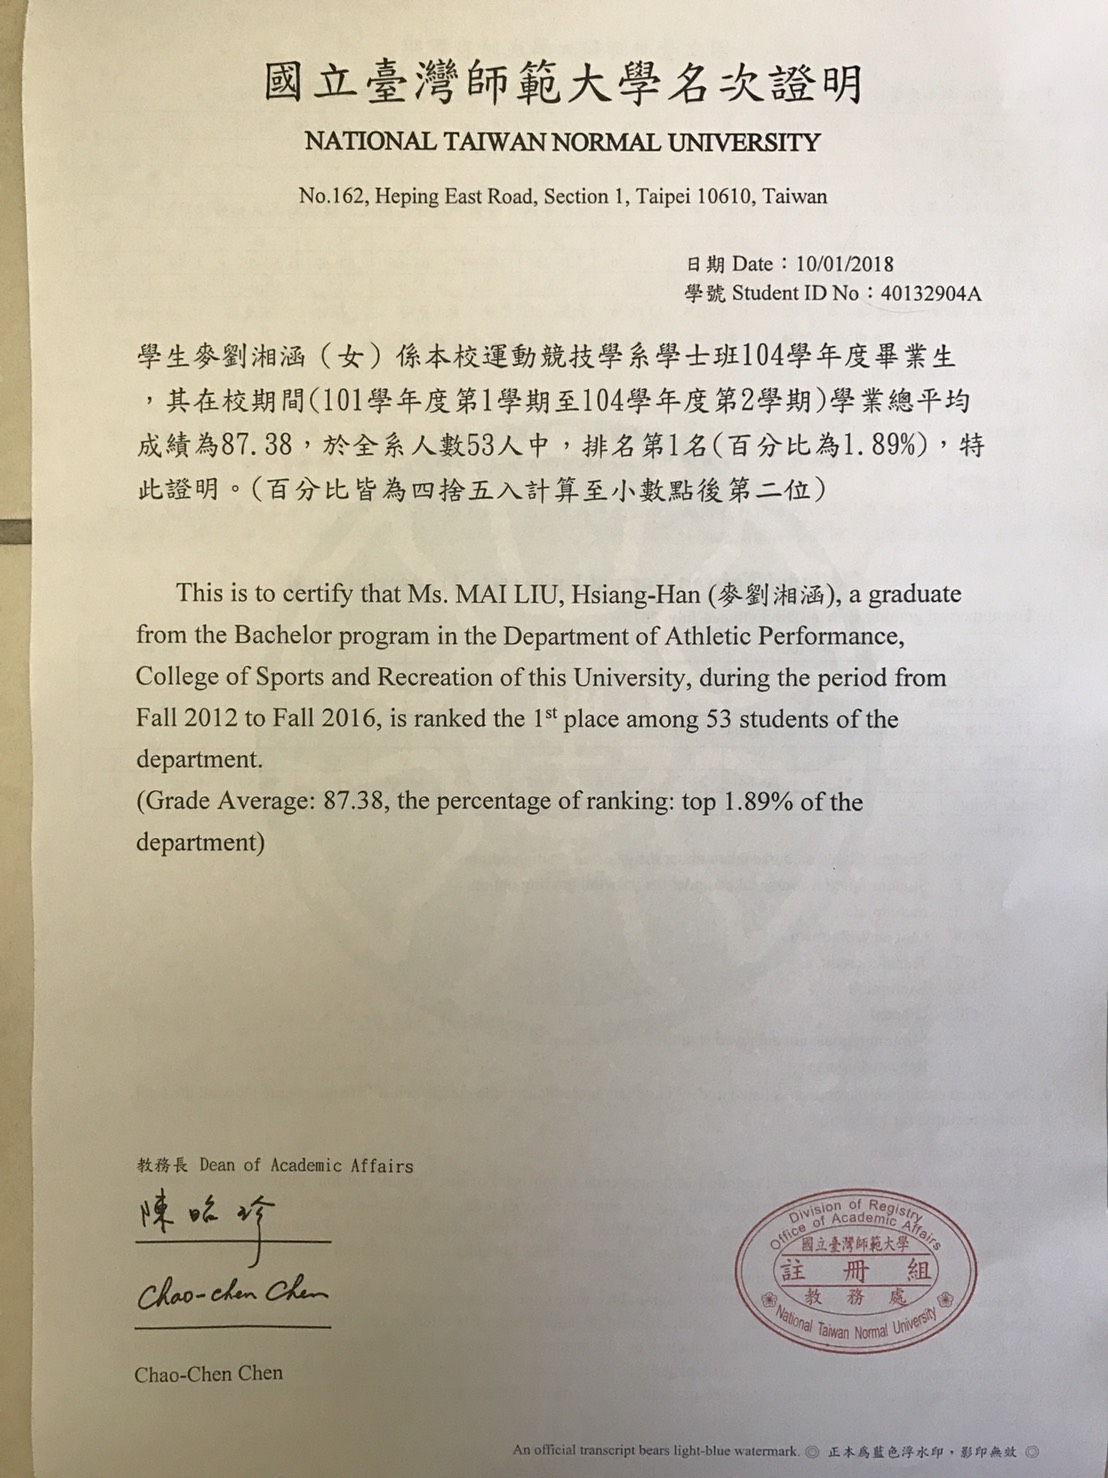 國立臺灣師範大學名次證明
NATIONAL TAIWAN NORMAL UNIVERSITY
No.162, Heping East Road, Section 1, Taipei 10610, Taiwan
日期 Date：10/01/2018
學號 Student ID No：40132904A
學生麥劉湘涵（女）係本校運動競技學系學士班104學年度畢業生
，其在校期間(101學年度第1學期至104學年度第2學期)學業總平均
成績為87.38，於全系人數53人中，排名第1名(百分比為1.89%)，特
此證明。(百分比皆為四捨五入計算至小數點後第二位)
This is to certify that Ms. MAI LIU, Hsiang-Han (麥劉湘涵), a graduate
from the Bachelor program in the Department of Athletic Performance,
College of Sports and Recreation of this University, during the period from
Fall 2012 to Fall 2016, is ranked the 1st place among 53 students of the
department.
(Grade Average: 87.38, the percentage of ranking: top 1.89% of the
department)
教務長 Dean of Academic Affairs
陳昭珍
Chao-chen Chen
Chao-Chen Chen
Division of Registry
Office of Academic Affairs
國立臺灣師範大學
註冊組
教務處
National Taiwan Normal University
An official transcript bears light-blue watermark. ◎ 正本為藍色浮水印，影印無效 ◎